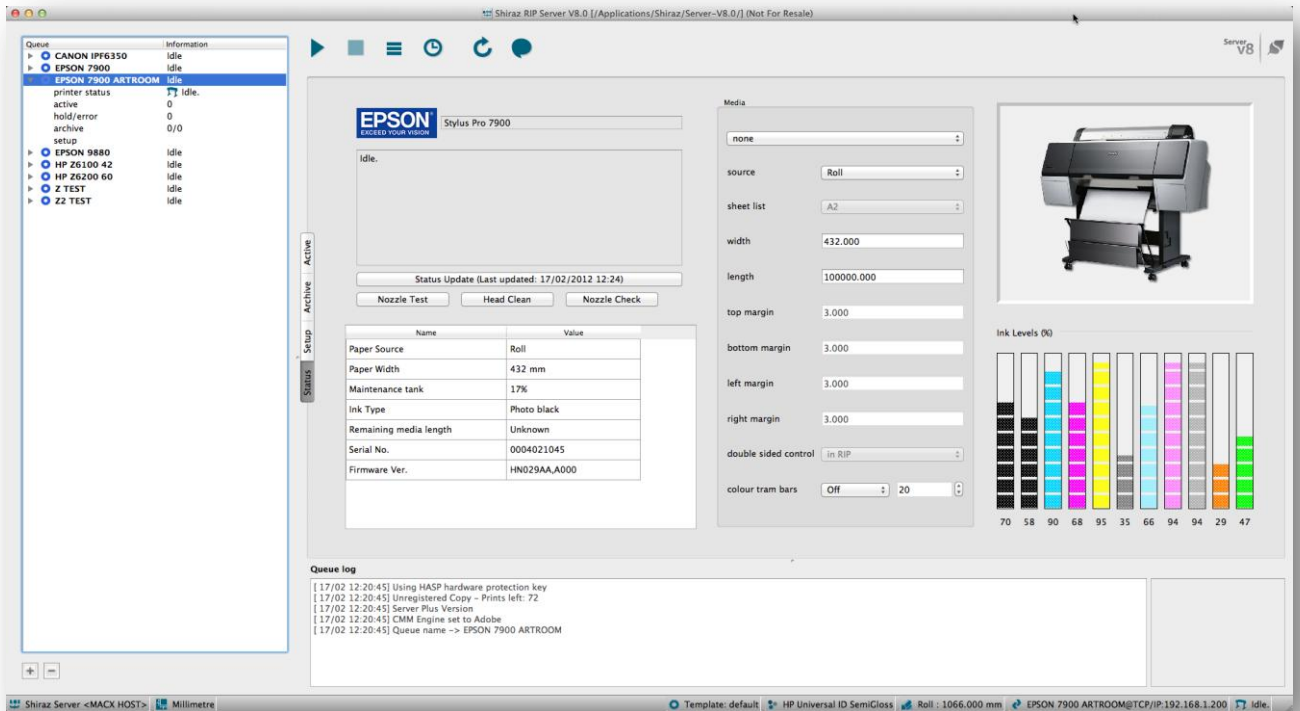 Shiraz RIP Server V8.0 [/Applications/Shiraz/Server-V8.0/] (Not For Resale)
Queue Information
CANON IPF6350 Idle
EPSON 7900 Idle
EPSON 7900 ARTROOM Idle
printer status Idle.
active 0
hold/error 0
archive 0/0
setup
EPSON 9880 Idle
HP Z6100 42 Idle
HP Z6200 60 Idle
Z TEST Idle
Z2 TEST Idle
Server V8
Active
Archive
Setup
Status
EPSON
EXCEED YOUR VISION
Stylus Pro 7900
Idle.
Status Update (Last updated: 17/02/2012 12:24)
Nozzle Test Head Clean Nozzle Check
Name Value
Paper Source Roll
Paper Width 432 mm
Maintenance tank 17%
Ink Type Photo black
Remaining media length Unknown
Serial No. 0004021045
Firmware Ver. HN029AA,A000
Media
none
source Roll
sheet list A2
width 432.000
length 100000.000
top margin 3.000
bottom margin 3.000
left margin 3.000
right margin 3.000
double sided control in RIP
colour tram bars Off 20
Ink Levels (%)
70 58 90 68 95 35 66 94 94 29 47
Queue log
[ 17/02 12:20:45] Using HASP hardware protection key
[ 17/02 12:20:45] Unregistered Copy - Prints left: 72
[ 17/02 12:20:45] Server Plus Version
[ 17/02 12:20:45] CMM Engine set to Adobe
[ 17/02 12:20:45] Queue name -> EPSON 7900 ARTROOM
Shiraz Server <MACX HOST> Millimetre Template: default HP Universal ID SemiGloss Roll : 1066.000 mm EPSON 7900 ARTROOM@TCP/IP:192.168.1.200 Idle.